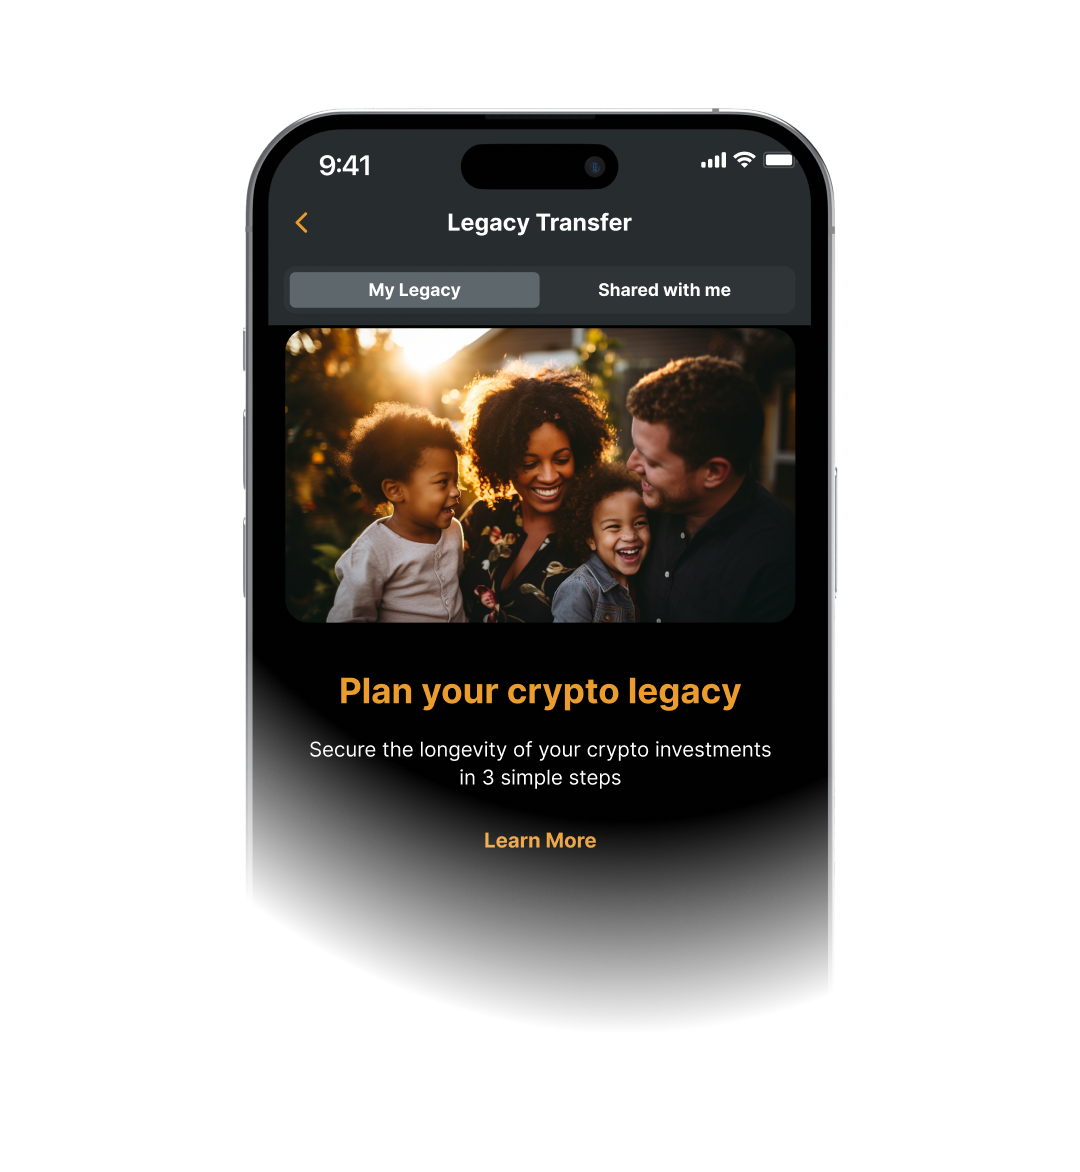 9:41
Legacy Transfer
My Legacy
Shared with me
Plan your crypto legacy
Secure the longevity of your crypto investments
in 3 simple steps
Learn More